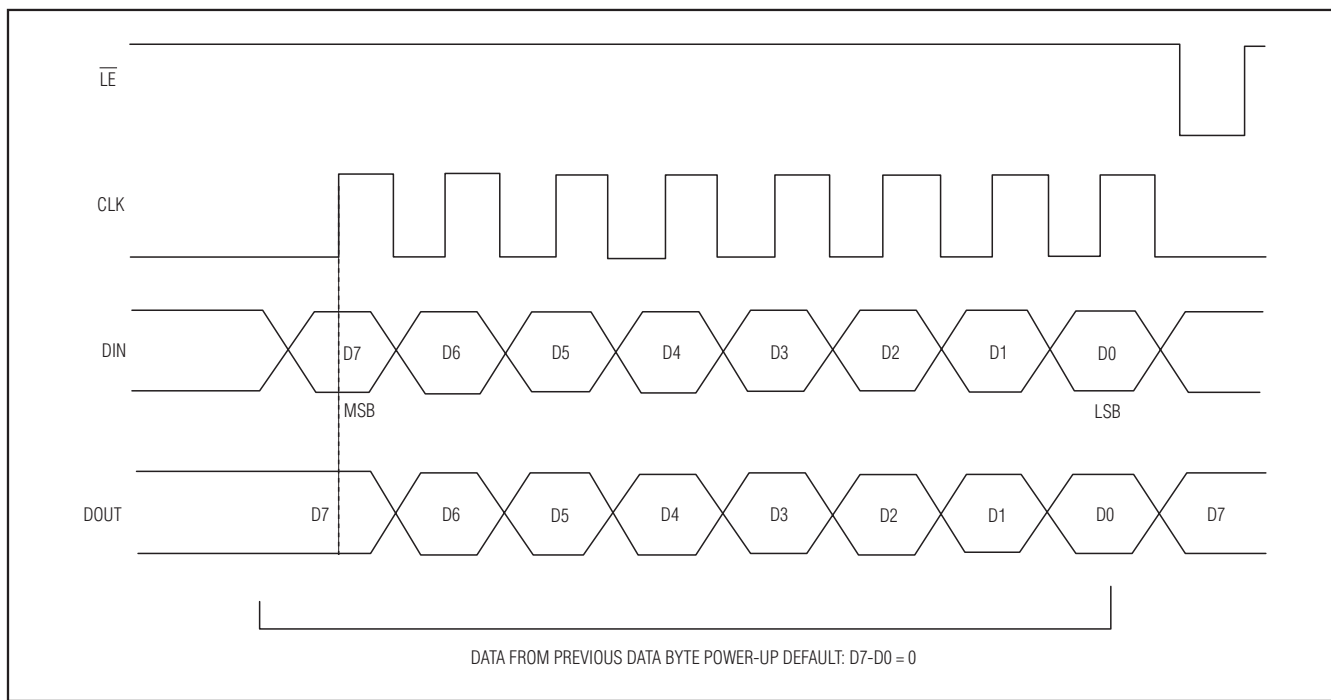 LE
CLK
DIN D7 D6 D5 D4 D3 D2 D1 D0
MSB LSB
DOUT D7 D6 D5 D4 D3 D2 D1 D0 D7
DATA FROM PREVIOUS DATA BYTE POWER-UP DEFAULT: D7-D0 = 0